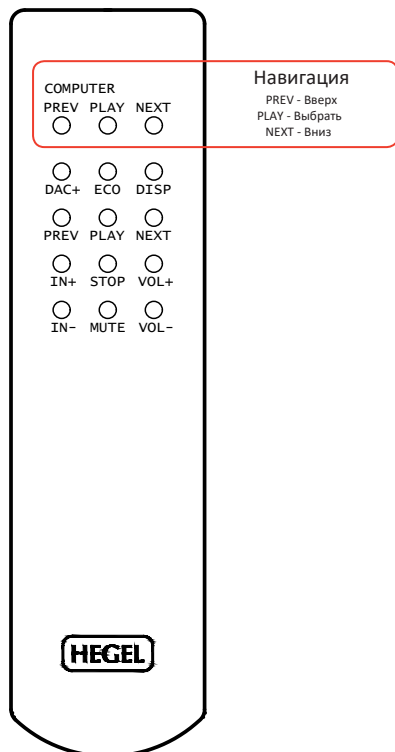 COMPUTER
PREV PLAY NEXT
Навигация
PREV - Вверх
PLAY - Выбрать
NEXT - Вниз
DAC+ ECO DISP
PREV PLAY NEXT
IN+ STOP VOL+
IN- MUTE VOL-
HEGEL